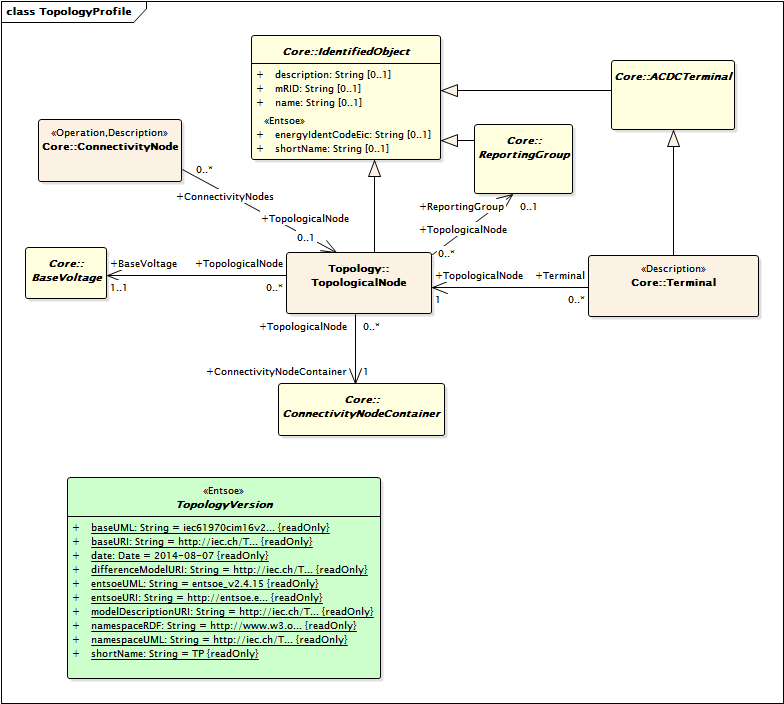 class TopologyProfile
Core::IdentifiedObject
+ description: String [0..1]
+ mRID: String [0..1]
+ name: String [0..1]
«Entsoe»
+ energyIdentCodeEic: String [0..1]
+ shortName: String [0..1]
Core::ACDCTerminal
«Operation,Description»
Core::ConnectivityNode
Core::
ReportingGroup
0..*
+ConnectivityNodes
+TopologicalNode
0..1
+ReportingGroup
0..1
+TopologicalNode
0..*
Core::
BaseVoltage
+BaseVoltage
1..1
+TopologicalNode
0..*
Topology::
TopologicalNode
+TopologicalNode
1
+Terminal
0..*
«Description»
Core::Terminal
+TopologicalNode
0..*
+ConnectivityNodeContainer
1
Core::
ConnectivityNodeContainer
«Entsoe»
TopologyVersion
+ baseUML: String = iec61970cim16v2... {readOnly}
+ baseURI: String = http://iec.ch/T... {readOnly}
+ date: Date = 2014-08-07 {readOnly}
+ differenceModelURI: String = http://iec.ch/T... {readOnly}
+ entsoeUML: String = entsoe_v2.4.15 {readOnly}
+ entsoeURI: String = http://entsoe.e... {readOnly}
+ modelDescriptionURI: String = http://iec.ch/T... {readOnly}
+ namespaceRDF: String = http://www.w3.o... {readOnly}
+ namespaceUML: String = http://iec.ch/T... {readOnly}
+ shortName: String = TP {readOnly}